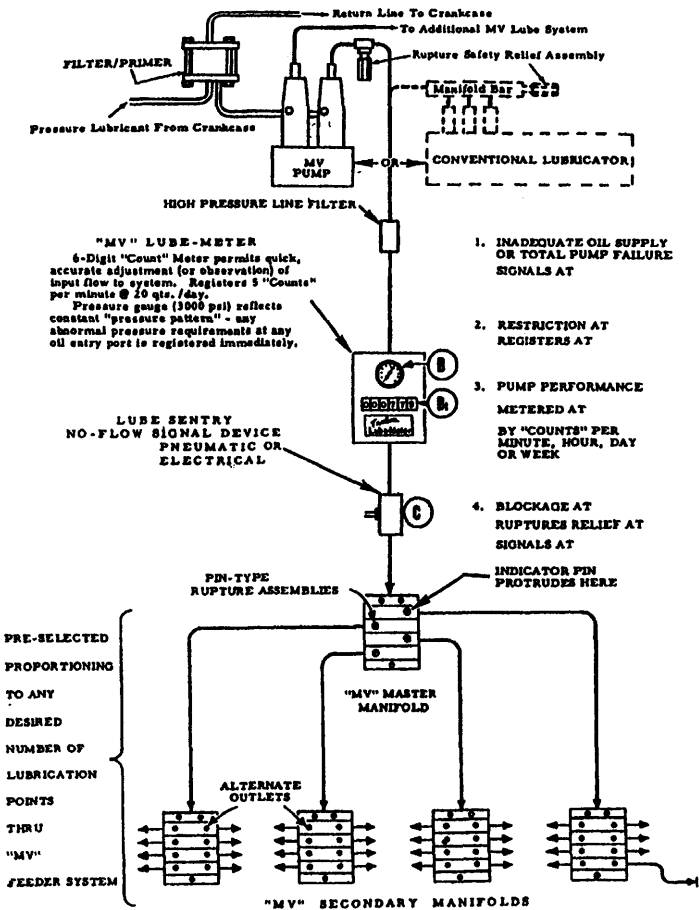 Return Line To Crankcase
To Additional MV Lube System
Rupture Safety Relief Assembly
FILTER/PRIMER
Manifold Bar
Pressure Lubricant From Crankcase
MV
PUMP
OR
CONVENTIONAL LUBRICATOR
HIGH PRESSURE LINE FILTER
"MV" LUBE-METER
6-Digit "Count" Meter permits quick,
accurate adjustment (or observation) of
input flow to system. Registers 5 "Counts"
per minute @ 20 qts. /day.
Pressure gauge (3000 psi) reflects
constant "pressure pattern" - any
abnormal pressure requirements at any
oil entry port is registered immediately.
1. INADEQUATE OIL SUPPLY
OR TOTAL PUMP FAILURE
SIGNALS AT
2. RESTRICTION AT
REGISTERS AT
3. PUMP PERFORMANCE
METERED AT
BY "COUNTS" PER
MINUTE, HOUR, DAY
OR WEEK
B
B1
LUBE SENTRY
NO-FLOW SIGNAL DEVICE
PNEUMATIC OR
ELECTRICAL
C
4. BLOCKAGE AT
RUPTURES RELIEF AT
SIGNALS AT
INDICATOR PIN
PROTRUDES HERE
PIN-TYPE
RUPTURE ASSEMBLIES
"MV" MASTER
MANIFOLD
PRE-SELECTED
PROPORTIONING
TO ANY
DESIRED
NUMBER OF
LUBRICATION
POINTS
THRU
"MV"
FEEDER SYSTEM
ALTERNATE
OUTLETS
"MV" SECONDARY MANIFOLDS